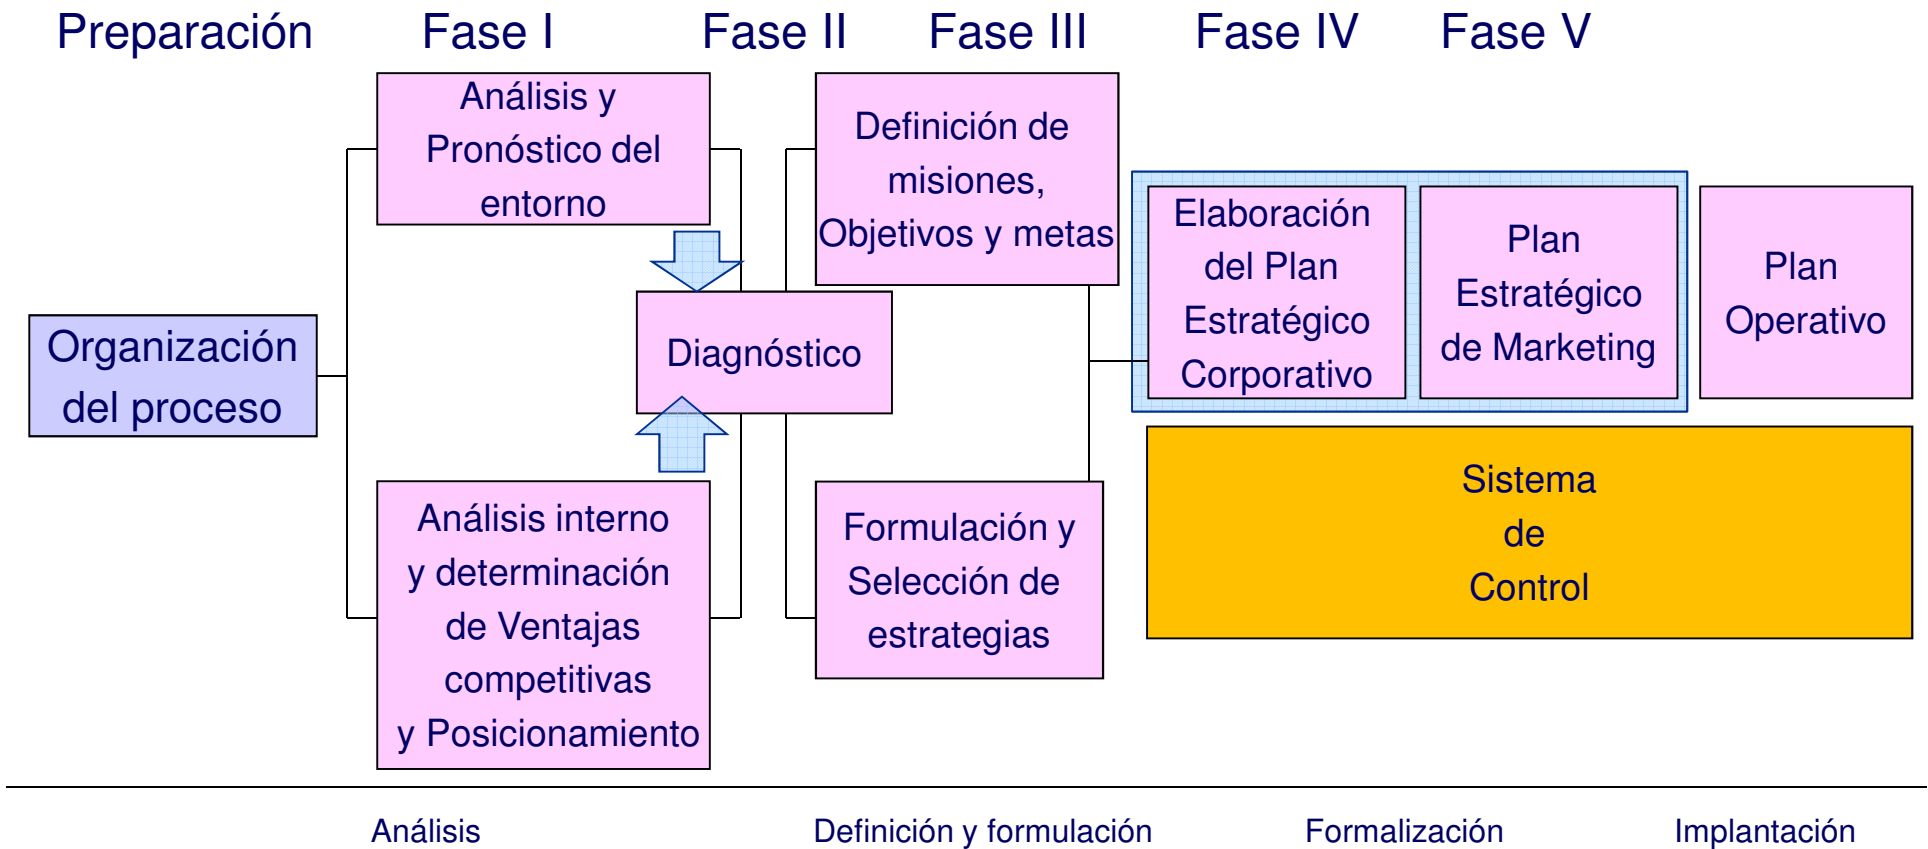 Preparación Fase I Fase II Fase III Fase IV Fase V
Organización
del proceso
Análisis y
Pronóstico del
entorno
Análisis interno
y determinación
de Ventajas
competitivas
y Posicionamiento
Diagnóstico
Definición de
misiones,
Objetivos y metas
Formulación y
Selección de
estrategias
Elaboración
del Plan
Estratégico
Corporativo
Plan
Estratégico
de Marketing
Plan
Operativo
Sistema
de
Control
Análisis Definición y formulación Formalización Implantación